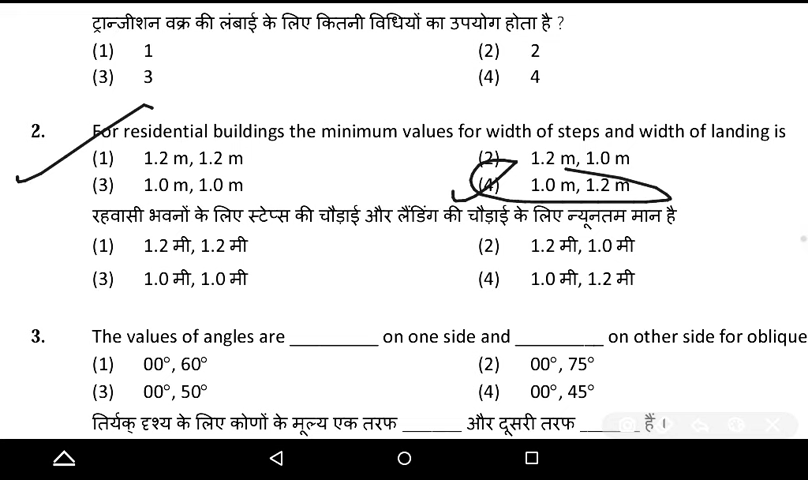 ट्रान्जीशन वक्र की लंबाई के लिए कितनी विधियों का उपयोग होता है ?
(1) 1 (2) 2
(3) 3 (4) 4
2. For residential buildings the minimum values for width of steps and width of landing is
(1) 1.2 m, 1.2 m (2) 1.2 m, 1.0 m
(3) 1.0 m, 1.0 m (4) 1.0 m, 1.2 m
रहवासी भवनों के लिए स्टेप्स की चौड़ाई और लैंडिंग की चौड़ाई के लिए न्यूनतम मान है
(1) 1.2 मी, 1.2 मी (2) 1.2 मी, 1.0 मी
(3) 1.0 मी, 1.0 मी (4) 1.0 मी, 1.2 मी
3. The values of angles are _________ on one side and _________ on other side for oblique
(1) 00°, 60° (2) 00°, 75°
(3) 00°, 50° (4) 00°, 45°
तिर्यक् दृश्य के लिए कोणों के मूल्य एक तरफ ______ और दूसरी तरफ ______ हैं ।